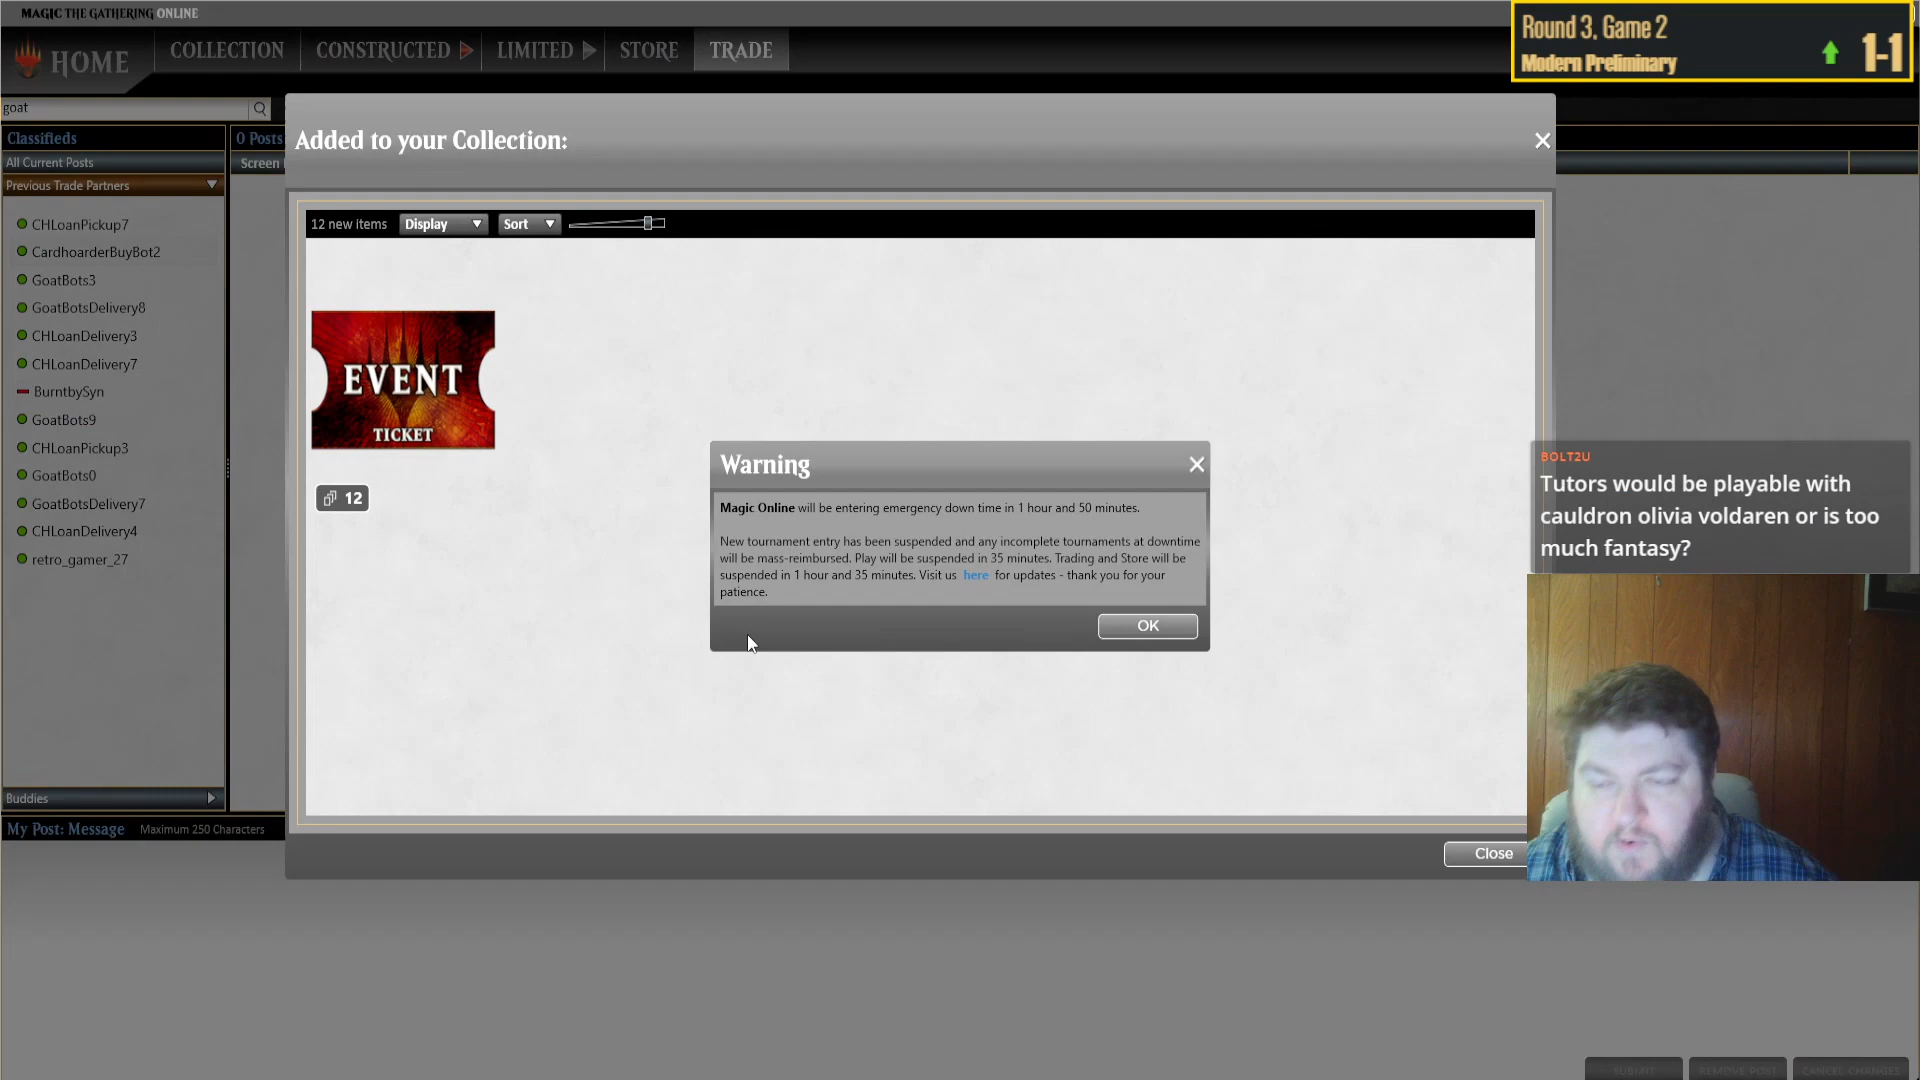 MAGIC THE GATHERING ONLINE
HOME
COLLECTION
CONSTRUCTED
LIMITED
STORE
TRADE
Round 3, Game 2
Modern Preliminary
1-1
goat
Classifieds
0 Posts
All Current Posts
Screen
Previous Trade Partners
CHLoanPickup7
CardhoarderBuyBot2
GoatBots3
GoatBotsDelivery8
CHLoanDelivery3
CHLoanDelivery7
BurntbySyn
GoatBots9
CHLoanPickup3
GoatBots0
GoatBotsDelivery7
CHLoanDelivery4
retro_gamer_27
Buddies
My Post: Message Maximum 250 Characters
Added to your Collection:
12 new items
Display
Sort
EVENT
TICKET
12
Warning
Magic Online will be entering emergency down time in 1 hour and 50 minutes.
New tournament entry has been suspended and any incomplete tournaments at downtime
will be mass-reimbursed. Play will be suspended in 35 minutes. Trading and Store will be
suspended in 1 hour and 35 minutes. Visit us here for updates - thank you for your
patience.
OK
Close
BOLT2U
Tutors would be playable with
cauldron olivia voldaren or is too
much fantasy?
SUBMIT
REMOVE POST
CANCEL CHANGES